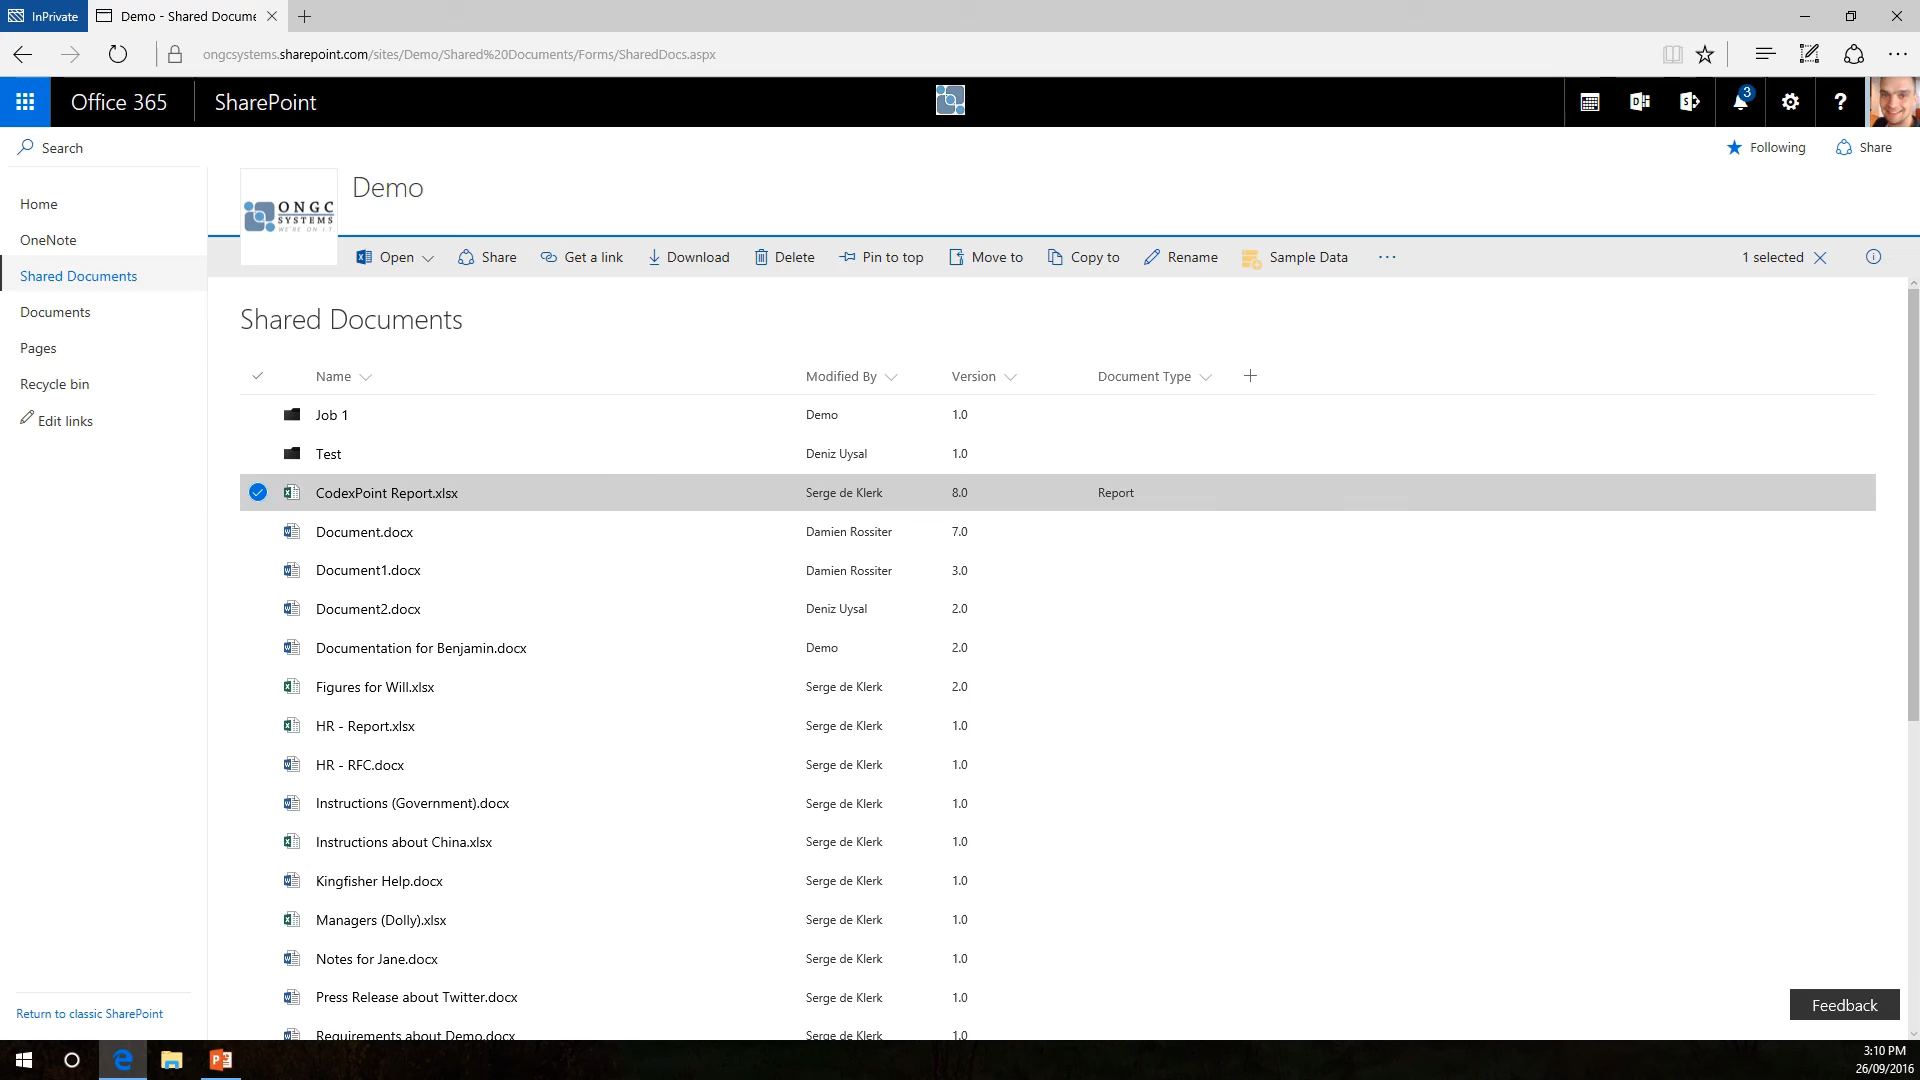 InPrivate
Demo - Shared Docume
ongcsystems.sharepoint.com/sites/Demo/Shared%20Documents/Forms/SharedDocs.aspx
Office 365
SharePoint
3
?
Search
Following
Share
Home
OneNote
Shared Documents
Documents
Pages
Recycle bin
Edit links
Return to classic SharePoint
ONGC
SYSTEMS
WE'RE ON I.T.
Demo
Open Share Get a link Download Delete Pin to top Move to Copy to Rename Sample Data ... 1 selected
Shared Documents
Name Modified By Version Document Type
Job 1 Demo 1.0
Test Deniz Uysal 1.0
CodexPoint Report.xlsx Serge de Klerk 8.0 Report
Document.docx Damien Rossiter 7.0
Document1.docx Damien Rossiter 3.0
Document2.docx Deniz Uysal 2.0
Documentation for Benjamin.docx Demo 2.0
Figures for Will.xlsx Serge de Klerk 2.0
HR - Report.xlsx Serge de Klerk 1.0
HR - RFC.docx Serge de Klerk 1.0
Instructions (Government).docx Serge de Klerk 1.0
Instructions about China.xlsx Serge de Klerk 1.0
Kingfisher Help.docx Serge de Klerk 1.0
Managers (Dolly).xlsx Serge de Klerk 1.0
Notes for Jane.docx Serge de Klerk 1.0
Press Release about Twitter.docx Serge de Klerk 1.0
Requirements about Demo.docx Serge de Klerk 1.0
Feedback
3:10 PM
26/09/2016